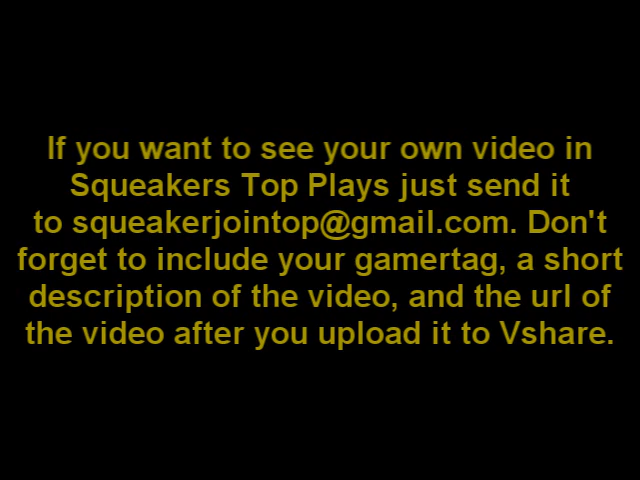 If you want to see your own video in
Squeakers Top Plays just send it
to squeakerjointop@gmail.com. Don't
forget to include your gamertag, a short
description of the video, and the url of
the video after you upload it to Vshare.